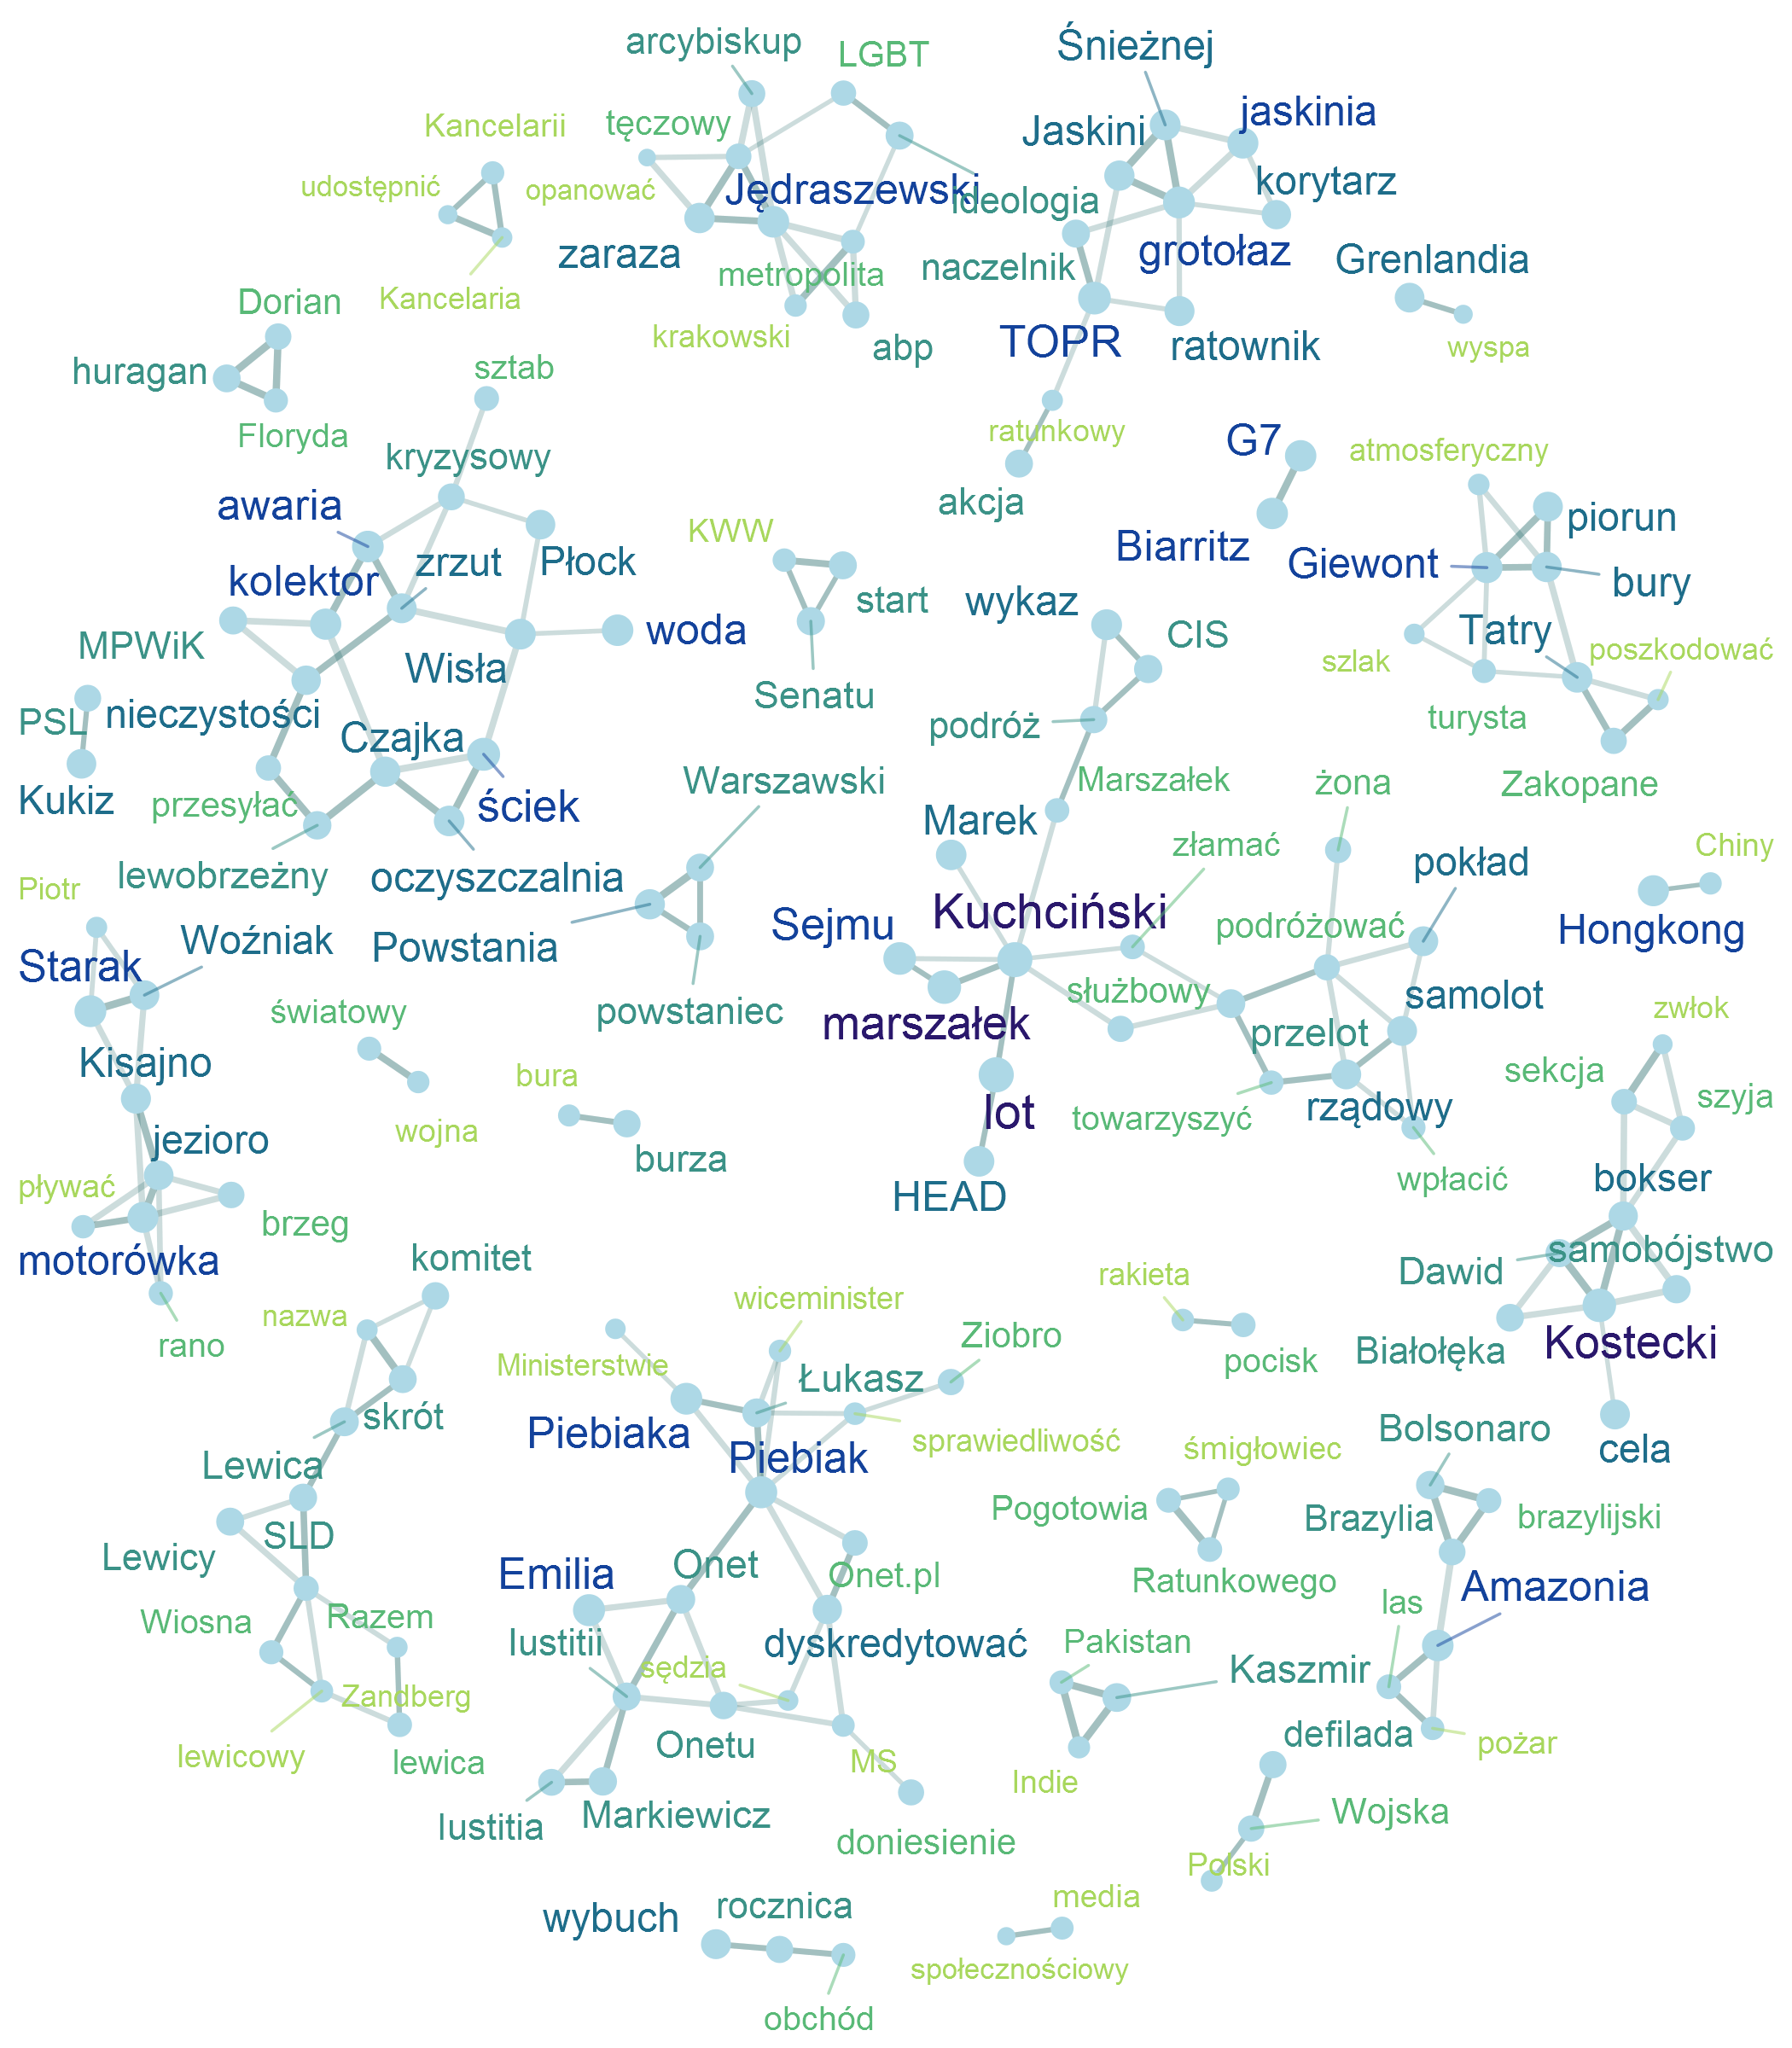 arcybiskup
LGBT
Śnieżnej
tęczowy
Jaskini
jaskinia
Kancelarii
udostępnić
opanować
Jędraszewski
ideologia
korytarz
zaraza
metropolita
naczelnik
grotołaz
Grenlandia
Kancelaria
krakowski
abp
TOPR
ratownik
wyspa
Dorian
huragan
Floryda
sztab
kryzysowy
ratunkowy
akcja
G7
Biarritz
atmosferyczny
piorun
Giewont
bury
awaria
kolektor
zrzut
Płock
KWW
start
Senatu
wykaz
CIS
podróż
MPWiK
Wisła
woda
Tatry
szlak
poszkodować
turysta
Zakopane
PSL
Kukiz
nieczystości
Czajka
przesyłać
ściek
lewobrzeżny
oczyszczalnia
Warszawski
Powstania
powstaniec
Marszałek
Marek
złamać
żona
pokład
Chiny
Hongkong
Piotr
Starak
Woźniak
Sejmu
Kuchciński
podróżować
marszałek
służbowy
przelot
samolot
światowy
wojna
Kisajno
lot
towarzyszyć
rządowy
zwłok
sekcja
szyja
bura
burza
jezioro
HEAD
wpłacić
bokser
pływać
brzeg
motorówka
rano
Dawid
samobójstwo
Białołęka
Kostecki
cela
komitet
nazwa
skrót
wiceminister
Ziobro
rakieta
pocisk
Ministerstwie
Łukasz
Piebiaka
Piebiak
sprawiedliwość
śmigłowiec
Bolsonaro
Lewica
SLD
Lewicy
Pogotowia
Ratunkowego
Brazylia
brazylijski
Wiosna
Razem
Emilia
Onet
Onet.pl
Amazonia
las
Iustitii
sędzia
dyskredytować
Pakistan
Kaszmir
Zandberg
lewicowy
lewica
Onetu
MS
Indie
defilada
pożar
Iustitia
Markiewicz
doniesienie
Wojska
Polski
wybuch
rocznica
obchód
media
społecznościowy